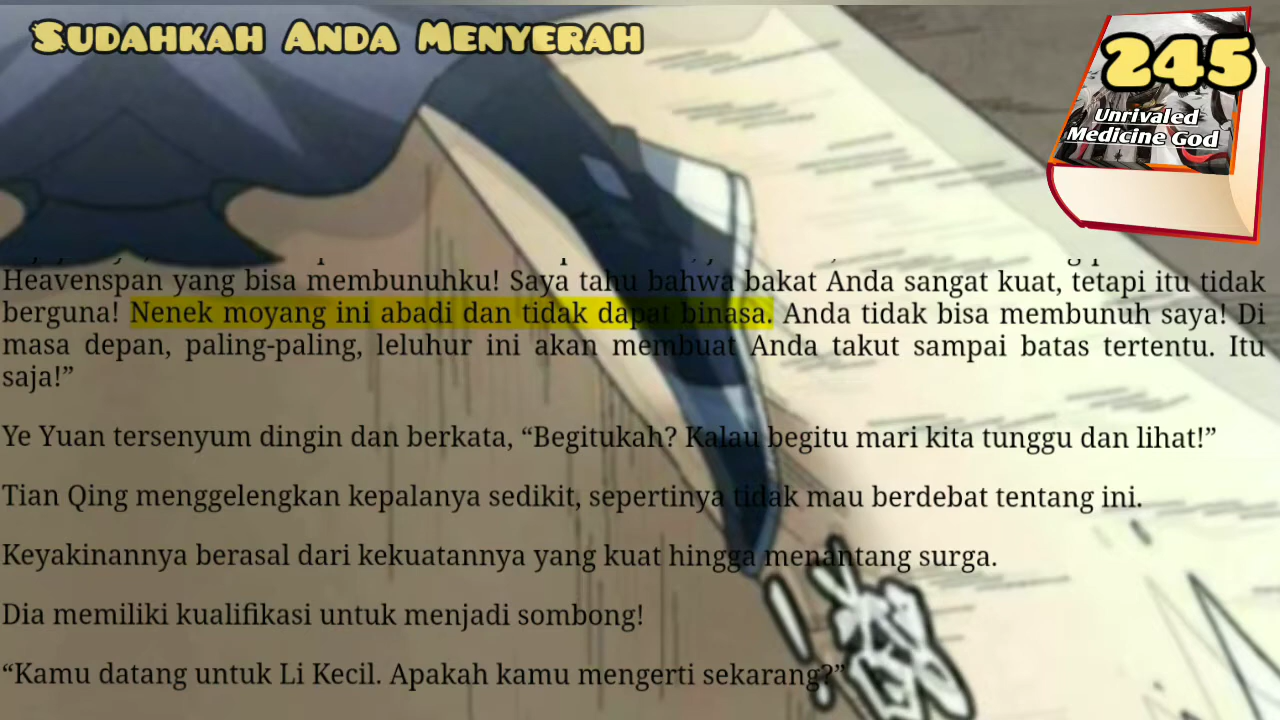 Sudahkah Anda Menyerah
245
Unrivaled
Medicine God
Heavenspan yang bisa membunuhku! Saya tahu bahwa bakat Anda sangat kuat, tetapi itu tidak
berguna! Nenek moyang ini abadi dan tidak dapat binasa. Anda tidak bisa membunuh saya! Di
masa depan, paling-paling, leluhur ini akan membuat Anda takut sampai batas tertentu. Itu
saja!”
Ye Yuan tersenyum dingin dan berkata, “Begitukah? Kalau begitu mari kita tunggu dan lihat!”
Tian Qing menggelengkan kepalanya sedikit, sepertinya tidak mau berdebat tentang ini.
Keyakinannya berasal dari kekuatannya yang kuat hingga menantang surga.
Dia memiliki kualifikasi untuk menjadi sombong!
“Kamu datang untuk Li Kecil. Apakah kamu mengerti sekarang?”